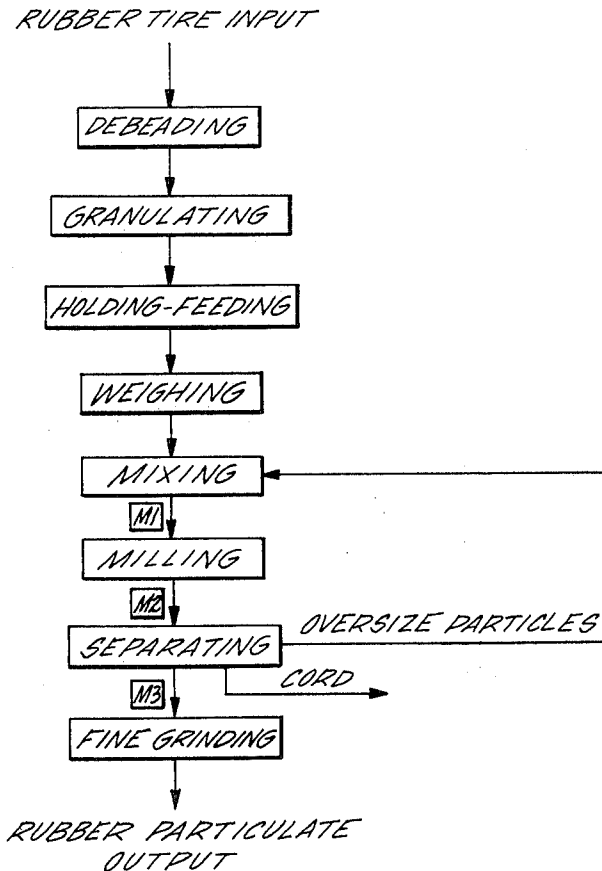 RUBBER TIRE INPUT
DEBEADING
GRANULATING
HOLDING-FEEDING
WEIGHING
MIXING
M1
MILLING
M2
SEPARATING
OVERSIZE PARTICLES
CORD
M3
FINE GRINDING
RUBBER PARTICULATE
OUTPUT